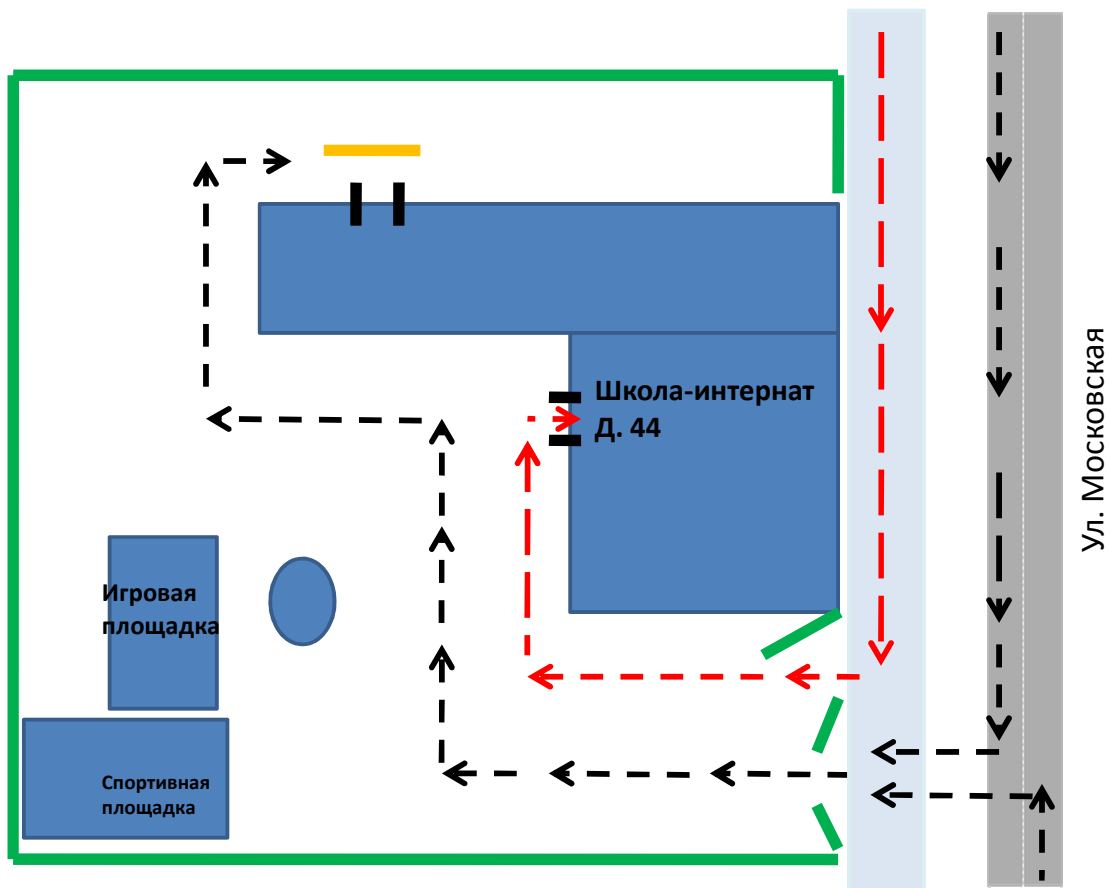 Школа-интернат
Д. 44
Ул. Московская
Игровая
площадка
Спортивная
площадка